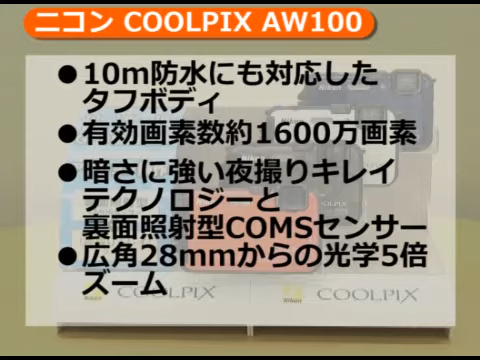 ニコン COOLPIX AW100
●10m防水にも対応した
タフボディ
●有効画素数約1600万画素
●暗さに強い夜撮りキレイ
テクノロジーと
裏面照射型COMSセンサー
●広角28mmからの光学5倍
ズーム
Nikon COOLPIX
Nikon COOLPIX